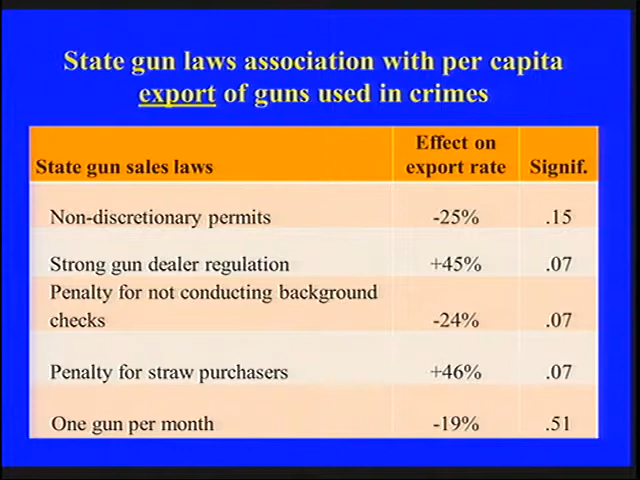 State gun laws association with per capita
export of guns used in crimes
State gun sales laws Effect on export rate Signif.
Non-discretionary permits -25% .15
Strong gun dealer regulation +45% .07
Penalty for not conducting background
checks -24% .07
Penalty for straw purchasers +46% .07
One gun per month -19% .51